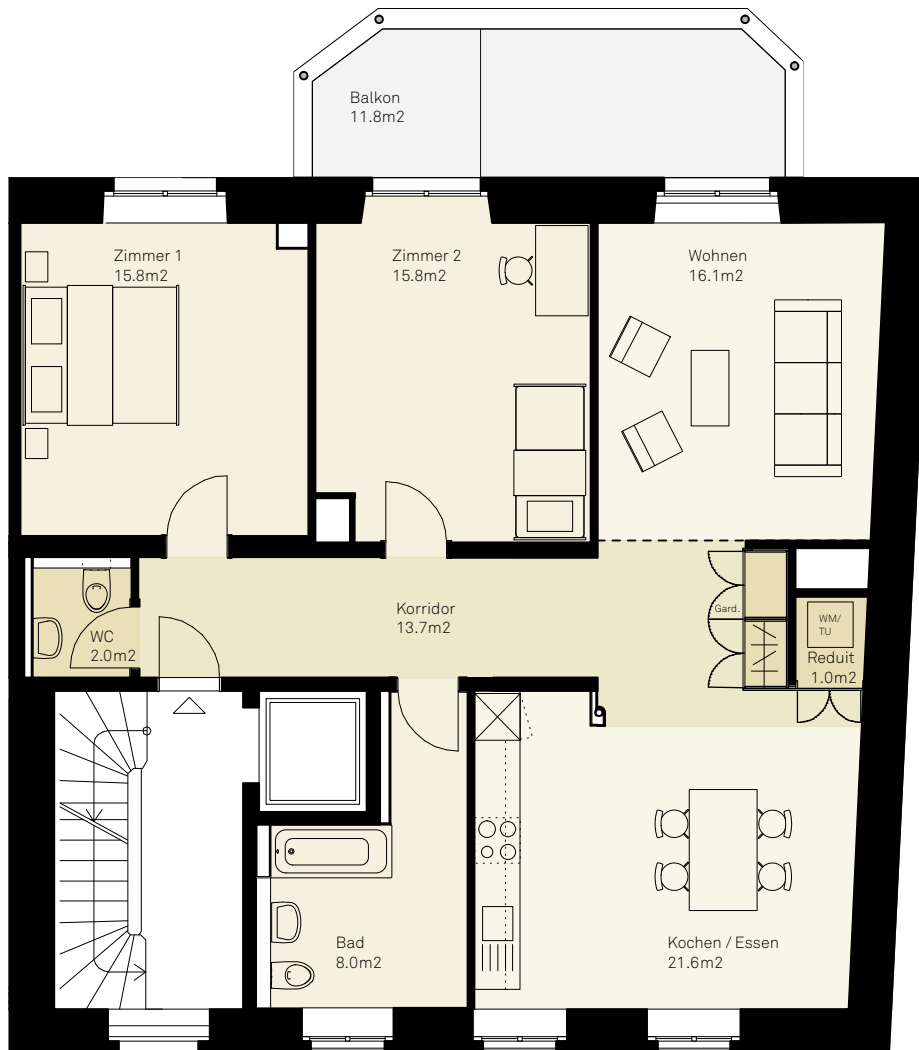 Balkon
11.8m2
Zimmer 1
15.8m2
Zimmer 2
15.8m2
Wohnen
16.1m2
Korridor
13.7m2
Gard.
WM/
TU
Reduit
1.0m2
WC
2.0m2
Bad
8.0m2
Kochen / Essen
21.6m2